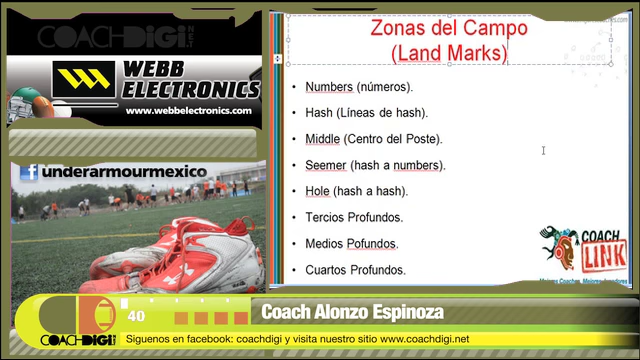 COACHDiGi.NET
WEBB
ELECTRONICS
www.webbelectronics.com
underarmourmexico
Zonas del Campo
(Land Marks)
• Numbers (números).
• Hash (Líneas de hash).
• Middle (Centro del Poste).
• Seemer (hash a numbers).
• Hole (hash a hash).
• Tercios Profundos.
• Medios Pofundos.
• Cuartos Profundos.
COACH
LINK
40
Coach Alonzo Espinoza
COACHDiGi.NET
Siguenos en facebook: coachdigi y visita nuestro sitio www.coachdigi.net